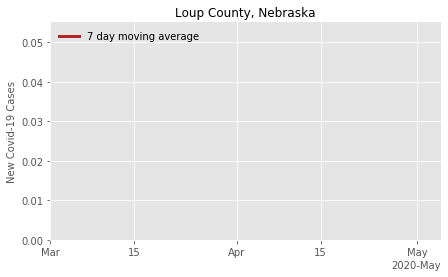 Loup County, Nebraska
7 day moving average
New Covid-19 Cases
0.05
0.04
0.03
0.02
0.01
0.00
Mar 15 Apr 15 May
2020-May